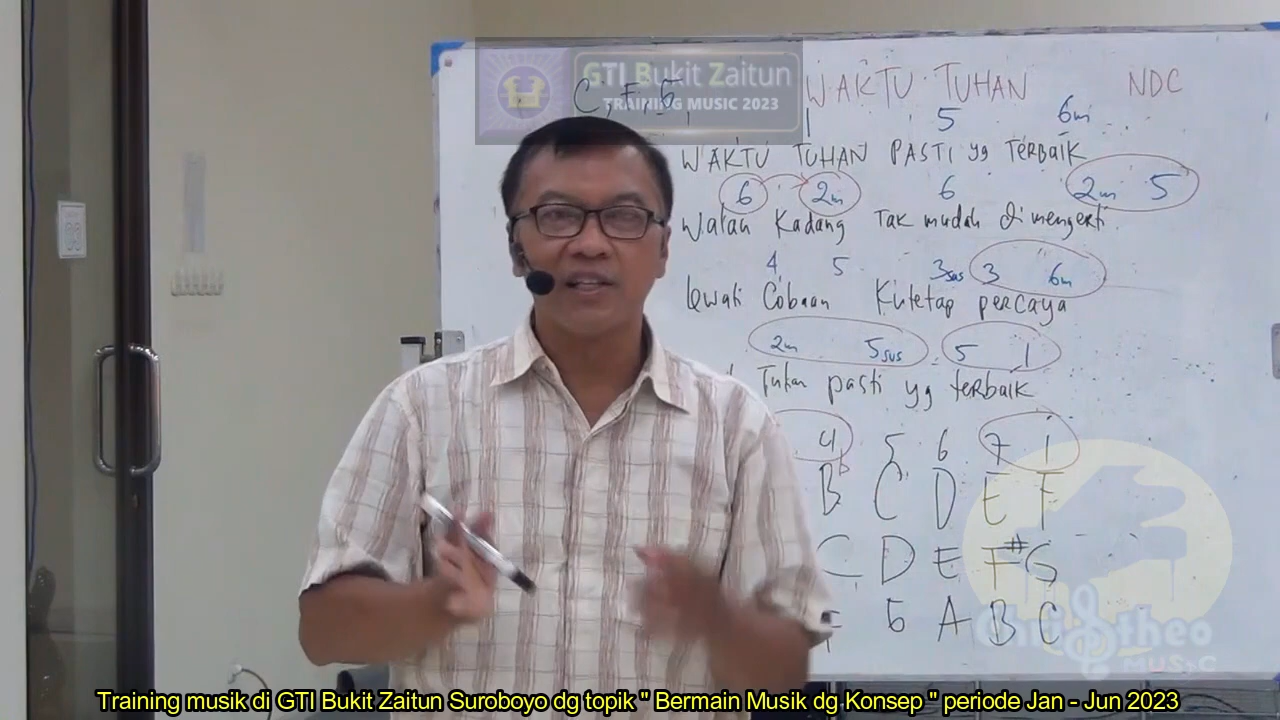 GTI Bukit Zaitun
TRAINING MUSIC 2023
C, F, G,
WAKTU TUHAN NDC
1 5 6m
WAKTU TUHAN PASTI yg TERBAIK
6 2m 6 2m 5
Walau Kadang Tak mudah dimengerti
4 5 3sus 3 6m
Lewati Cobaan Kutetap percaya
2m 5sus 5 1
Tuhan pasti yg terbaik
4 5 6 7 1
Bb C D E F
C D E F# G
F G A B C
Christheo
MUSIC
Training musik di GTI Bukit Zaitun Suroboyo dg topik " Bermain Musik dg Konsep " periode Jan - Jun 2023